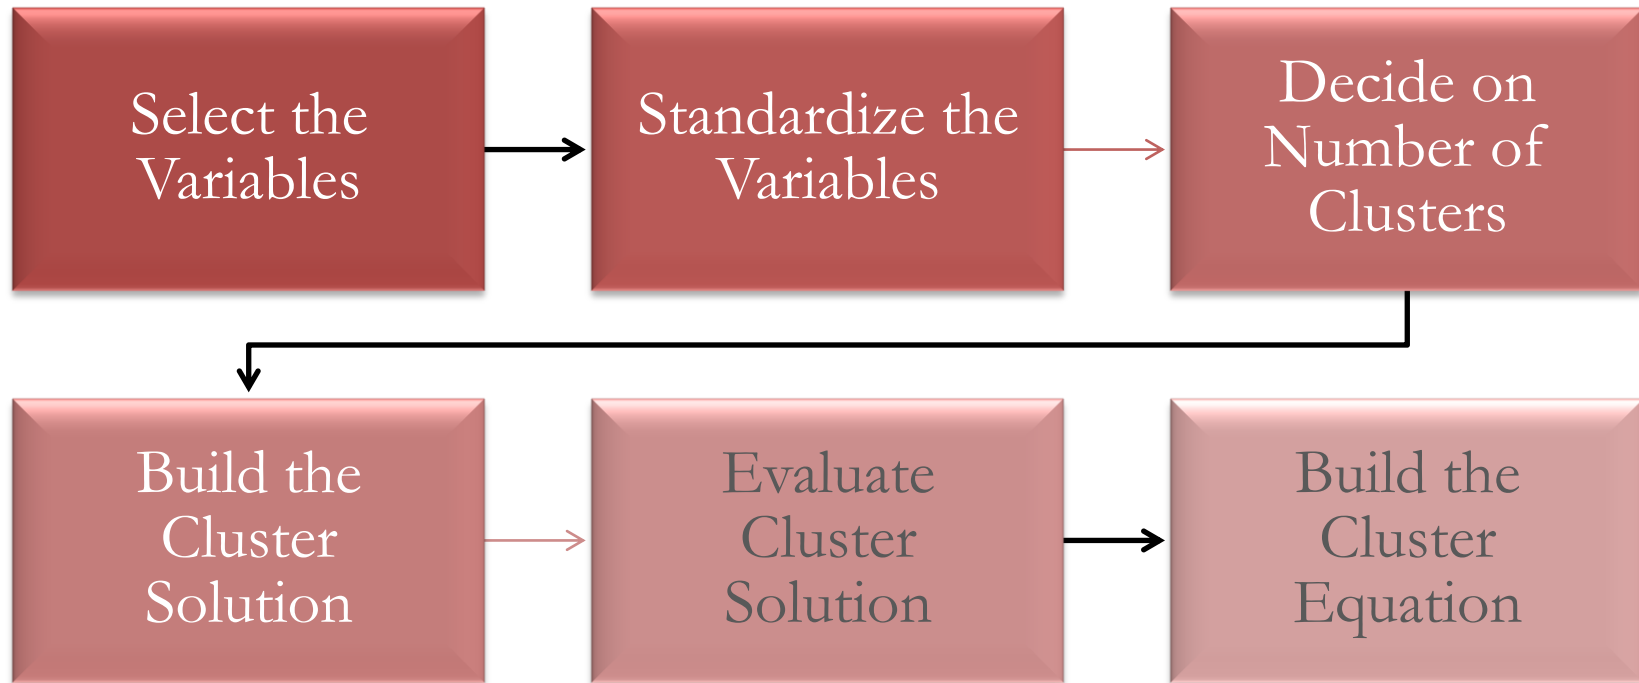 Select the
Variables
Standardize the
Variables
Decide on
Number of
Clusters
Build the
Cluster
Solution
Evaluate
Cluster
Solution
Build the
Cluster
Equation